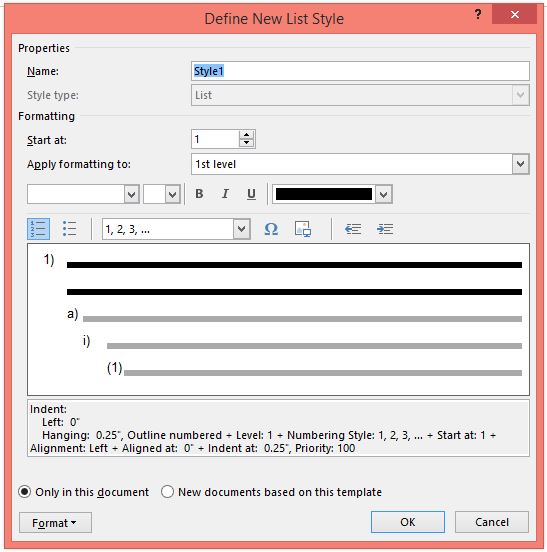 Define New List Style
?
Properties
Name: Style1
Style type: List
Formatting
Start at: 1
Apply formatting to: 1st level
B I U
1, 2, 3, ... Ω
1)
a)
i)
(1)
Indent:
Left: 0"
Hanging: 0.25", Outline numbered + Level: 1 + Numbering Style: 1, 2, 3, ... + Start at: 1 +
Alignment: Left + Aligned at: 0" + Indent at: 0.25", Priority: 100
Only in this document New documents based on this template
Format OK Cancel